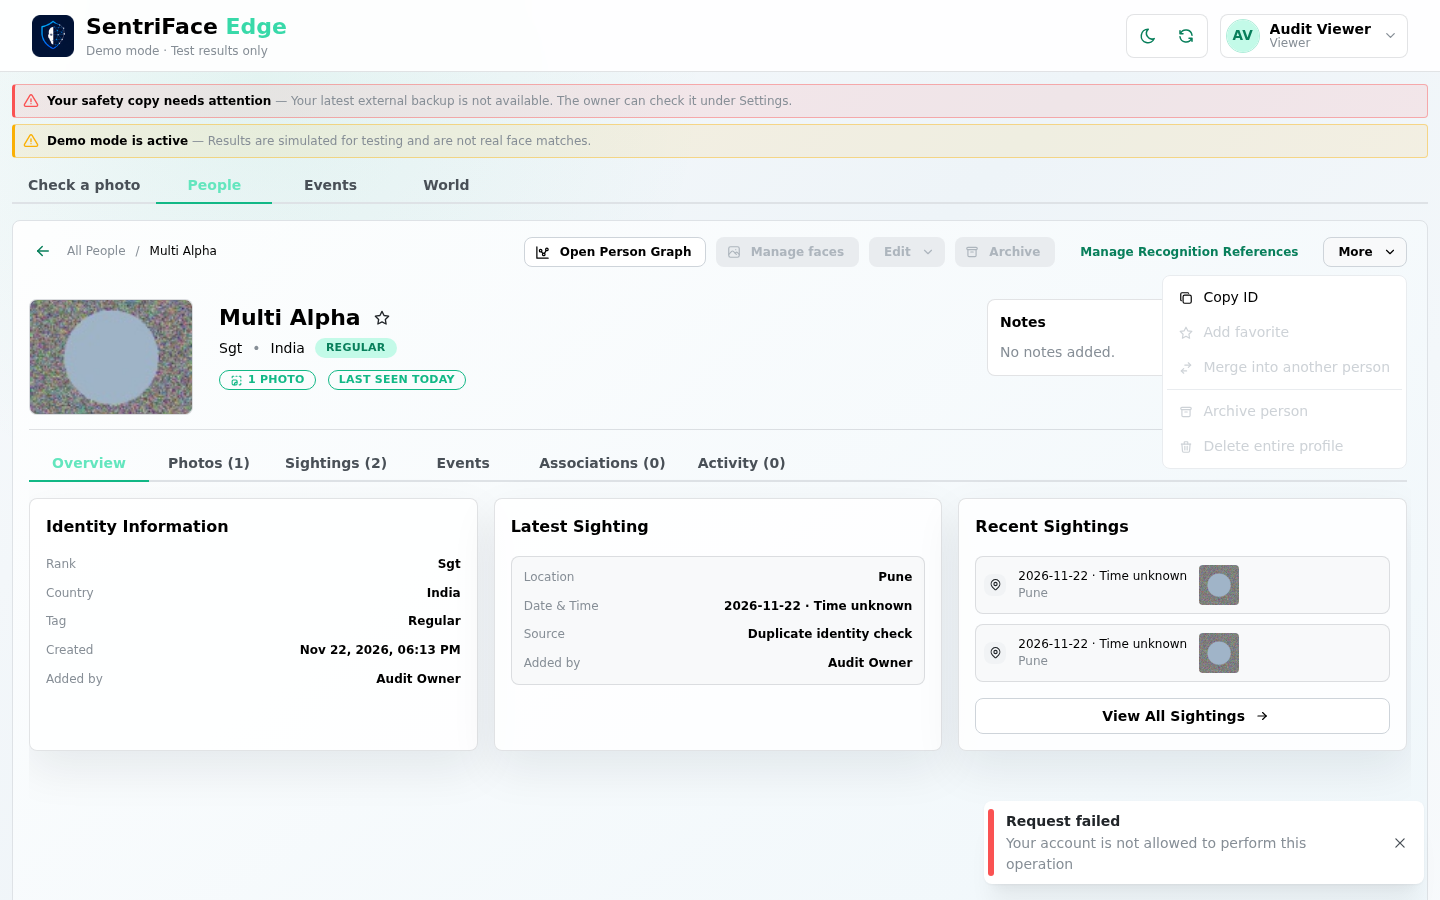 SentriFace Edge
Demo mode · Test results only
AV
Audit Viewer
Viewer
Your safety copy needs attention — Your latest external backup is not available. The owner can check it under Settings.
Demo mode is active — Results are simulated for testing and are not real face matches.
Check a photo
People
Events
World
All People / Multi Alpha
Open Person Graph
Manage faces
Edit
Archive
Manage Recognition References
More
Copy ID
Add favorite
Merge into another person
Archive person
Delete entire profile
Multi Alpha
Sgt • India REGULAR
1 PHOTO
LAST SEEN TODAY
Notes
No notes added.
Overview
Photos (1)
Sightings (2)
Events
Associations (0)
Activity (0)
Identity Information
Rank Sgt
Country India
Tag Regular
Created Nov 22, 2026, 06:13 PM
Added by Audit Owner
Latest Sighting
Location Pune
Date & Time 2026-11-22 · Time unknown
Source Duplicate identity check
Added by Audit Owner
Recent Sightings
2026-11-22 · Time unknown
Pune
2026-11-22 · Time unknown
Pune
View All Sightings
Request failed
Your account is not allowed to perform this
operation